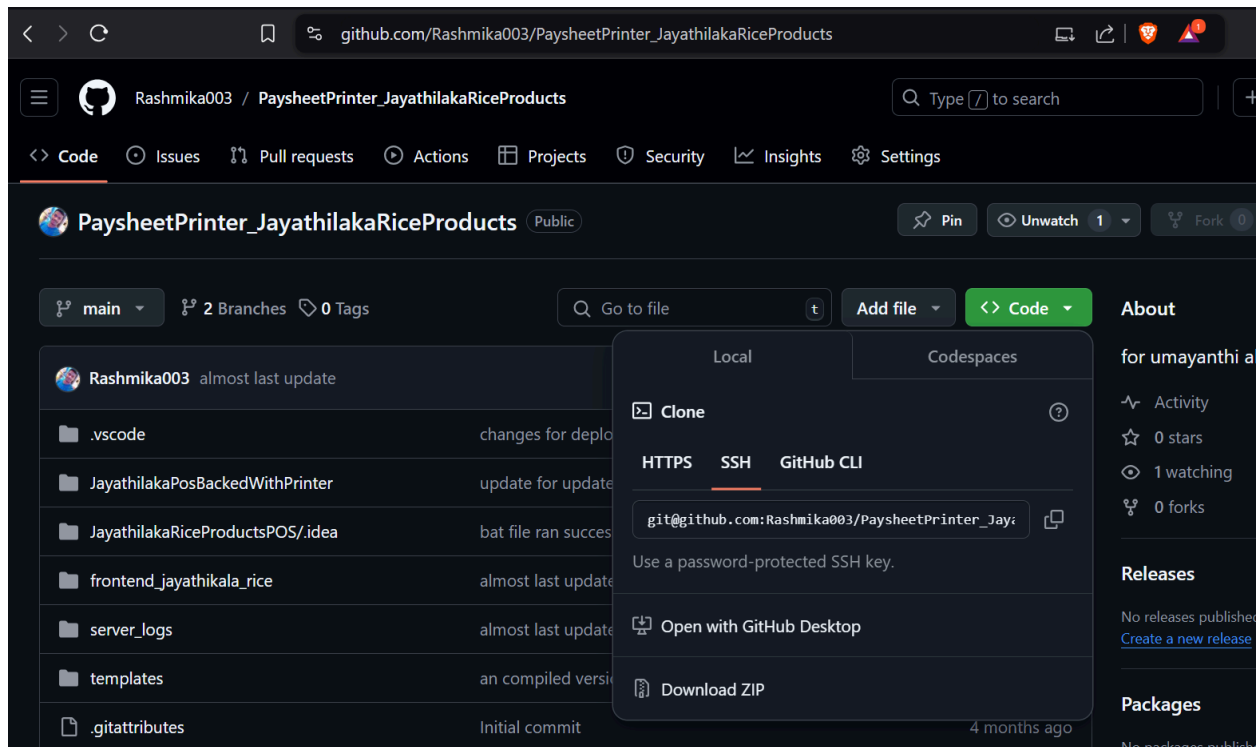 github.com/Rashmika003/PaysheetPrinter_JayathilakaRiceProducts
1
Rashmika003 / PaysheetPrinter_JayathilakaRiceProducts
Type / to search
Code Issues Pull requests Actions Projects Security Insights Settings
PaysheetPrinter_JayathilakaRiceProducts Public
Pin Unwatch 1 Fork 0
main 2 Branches 0 Tags Go to file t Add file Code
About
for umayanthi
Activity
0 stars
1 watching
0 forks
Releases
No releases published
Create a new release
Packages
Rashmika003 almost last update
.vscode changes for
JayathilakaPosBackedWithPrinter update for
JayathilakaRiceProductsPOS/.idea bat file ran
frontend_jayathikala_rice almost last update
server_logs almost last update
templates an compiled
.gitattributes Initial commit 4 months ago
Local Codespaces
Clone
HTTPS SSH GitHub CLI
git@github.com:Rashmika003/PaysheetPrinter_Jaya
Use a password-protected SSH key.
Open with GitHub Desktop
Download ZIP